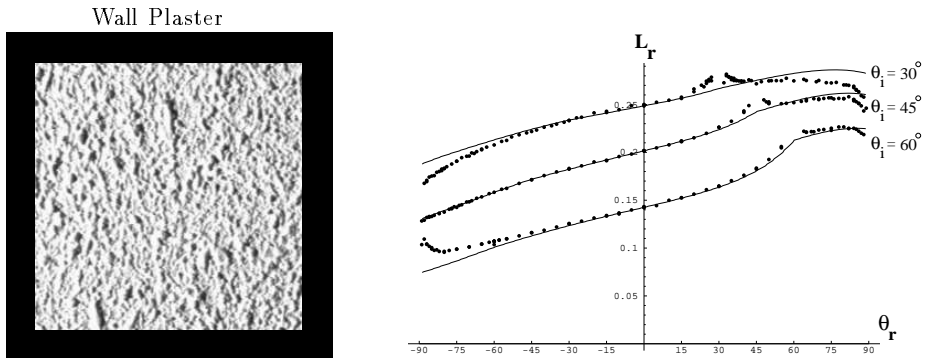 Wall Plaster
L_r
θ_i = 30°
θ_i = 45°
θ_i = 60°
0.25
0.2
0.15
0.1
0.05
θ_r
-90 -75 -60 -45 -30 -15 15 30 45 60 75 90